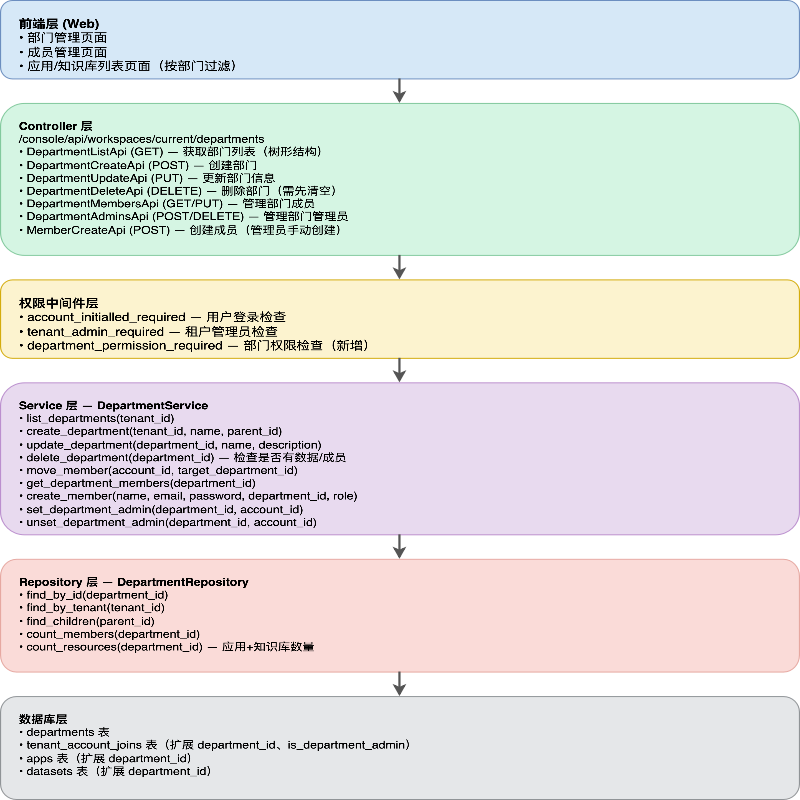 前端层 (Web)
• 部门管理页面
• 成员管理页面
• 应用/知识库列表页面（按部门过滤）
Controller 层
/console/api/workspaces/current/departments
• DepartmentListApi (GET) — 获取部门列表（树形结构）
• DepartmentCreateApi (POST) — 创建部门
• DepartmentUpdateApi (PUT) — 更新部门信息
• DepartmentDeleteApi (DELETE) — 删除部门（需先清空）
• DepartmentMembersApi (GET/PUT) — 管理部门成员
• DepartmentAdminsApi (POST/DELETE) — 管理部门管理员
• MemberCreateApi (POST) — 创建成员（管理员手动创建）
权限中间件层
• account_initialled_required — 用户登录检查
• tenant_admin_required — 租户管理员检查
• department_permission_required — 部门权限检查（新增）
Service 层 — DepartmentService
• list_departments(tenant_id)
• create_department(tenant_id, name, parent_id)
• update_department(department_id, name, description)
• delete_department(department_id) — 检查是否有数据/成员
• move_member(account_id, target_department_id)
• get_department_members(department_id)
• create_member(name, email, password, department_id, role)
• set_department_admin(department_id, account_id)
• unset_department_admin(department_id, account_id)
Repository 层 — DepartmentRepository
• find_by_id(department_id)
• find_by_tenant(tenant_id)
• find_children(parent_id)
• count_members(department_id)
• count_resources(department_id) — 应用+知识库数量
数据库层
• departments 表
• tenant_account_joins 表（扩展 department_id、is_department_admin）
• apps 表（扩展 department_id）
• datasets 表（扩展 department_id）